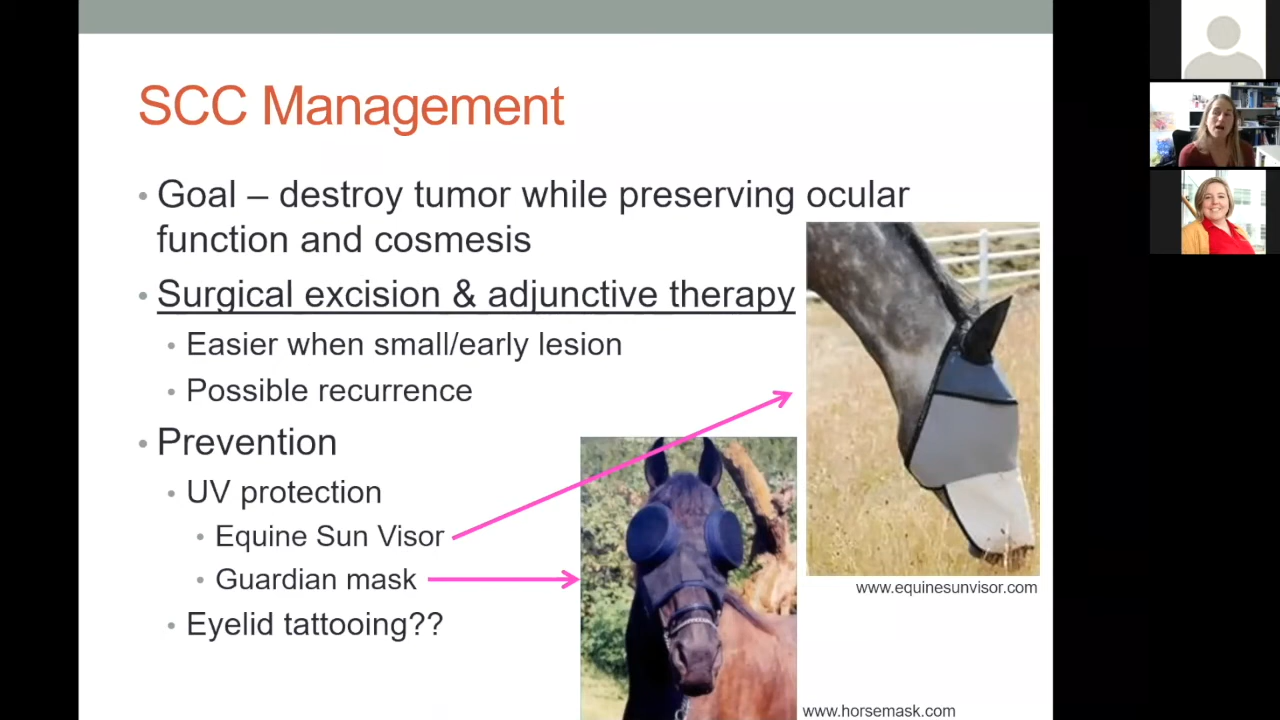 SCC Management
• Goal – destroy tumor while preserving ocular
function and cosmesis
• Surgical excision & adjunctive therapy
• Easier when small/early lesion
• Possible recurrence
• Prevention
• UV protection
• Equine Sun Visor
• Guardian mask
• Eyelid tattooing??
www.equinesunvisor.com
www.horsemask.com